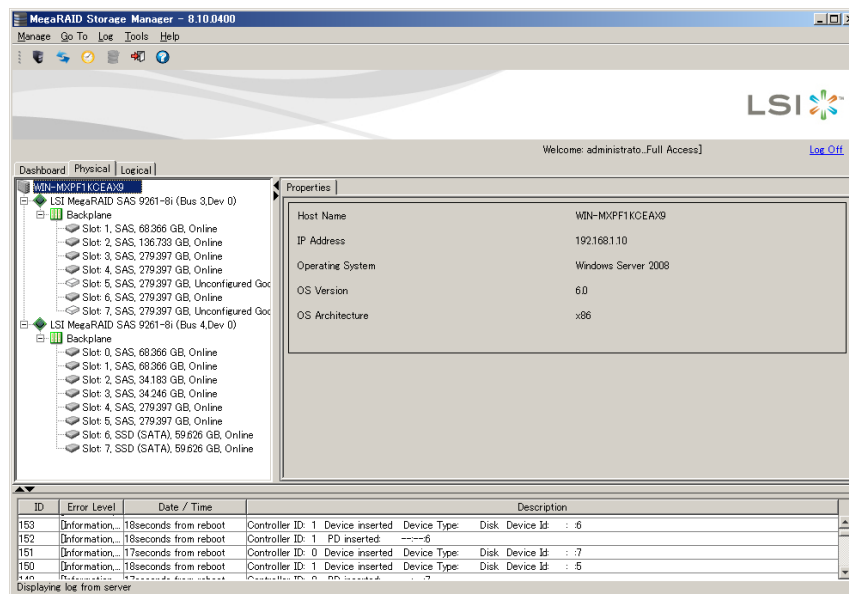 MegaRAID Storage Manager - 8.10.0400
Manage Go To Log Tools Help
LSI
Welcome: administrato..Full Access]
Log Off
Dashboard Physical Logical
WIN-MXPF1KCEAX9
LSI MegaRAID SAS 9261-8i (Bus 3,Dev 0)
Backplane
Slot: 1, SAS, 68.366 GB, Online
Slot: 2, SAS, 136.733 GB, Online
Slot: 3, SAS, 279.397 GB, Online
Slot: 4, SAS, 279.397 GB, Online
Slot: 5, SAS, 279.397 GB, Unconfigured Goo
Slot: 6, SAS, 279.397 GB, Online
Slot: 7, SAS, 279.397 GB, Unconfigured Goo
LSI MegaRAID SAS 9261-8i (Bus 4,Dev 0)
Backplane
Slot: 0, SAS, 68.366 GB, Online
Slot: 1, SAS, 68.366 GB, Online
Slot: 2, SAS, 34.183 GB, Online
Slot: 3, SAS, 34.246 GB, Online
Slot: 4, SAS, 279.397 GB, Online
Slot: 5, SAS, 279.397 GB, Online
Slot: 6, SSD (SATA), 59.626 GB, Online
Slot: 7, SSD (SATA), 59.626 GB, Online
Properties
Host Name WIN-MXPF1KCEAX9
IP Address 192.168.1.10
Operating System Windows Server 2008
OS Version 6.0
OS Architecture x86
ID Error Level Date / Time Description
153 [Information,... 18seconds from reboot Controller ID: 1 Device inserted Device Type: Disk Device Id: : :6
152 [Information,... 18seconds from reboot Controller ID: 1 PD inserted: --:--:6
151 [Information,... 17seconds from reboot Controller ID: 0 Device inserted Device Type: Disk Device Id: : :7
150 [Information,... 18seconds from reboot Controller ID: 1 Device inserted Device Type: Disk Device Id: : :5
Displaying log from server